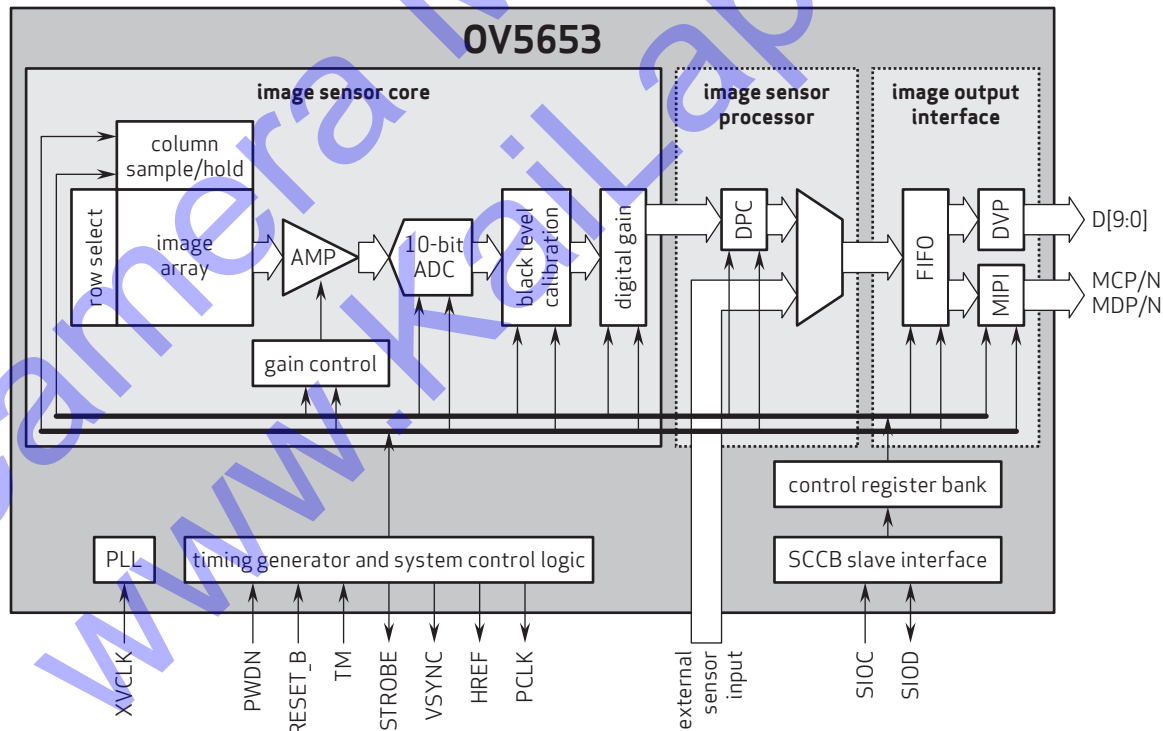 OV5653
image sensor core
image sensor
processor
image output
interface
column
sample/hold
row select
image
array
AMP
10-bit
ADC
black level
calibration
digital gain
DPC
FIFO
DVP
MIPI
D[9:0]
MCP/N
MDP/N
gain control
control register bank
PLL
timing generator and system control logic
SCCB slave interface
XVCLK
PWDN
RESET_B
TM
STROBE
VSYNC
HREF
PCLK
external
sensor
input
SIOC
SIOD
camera
www.KaiLap